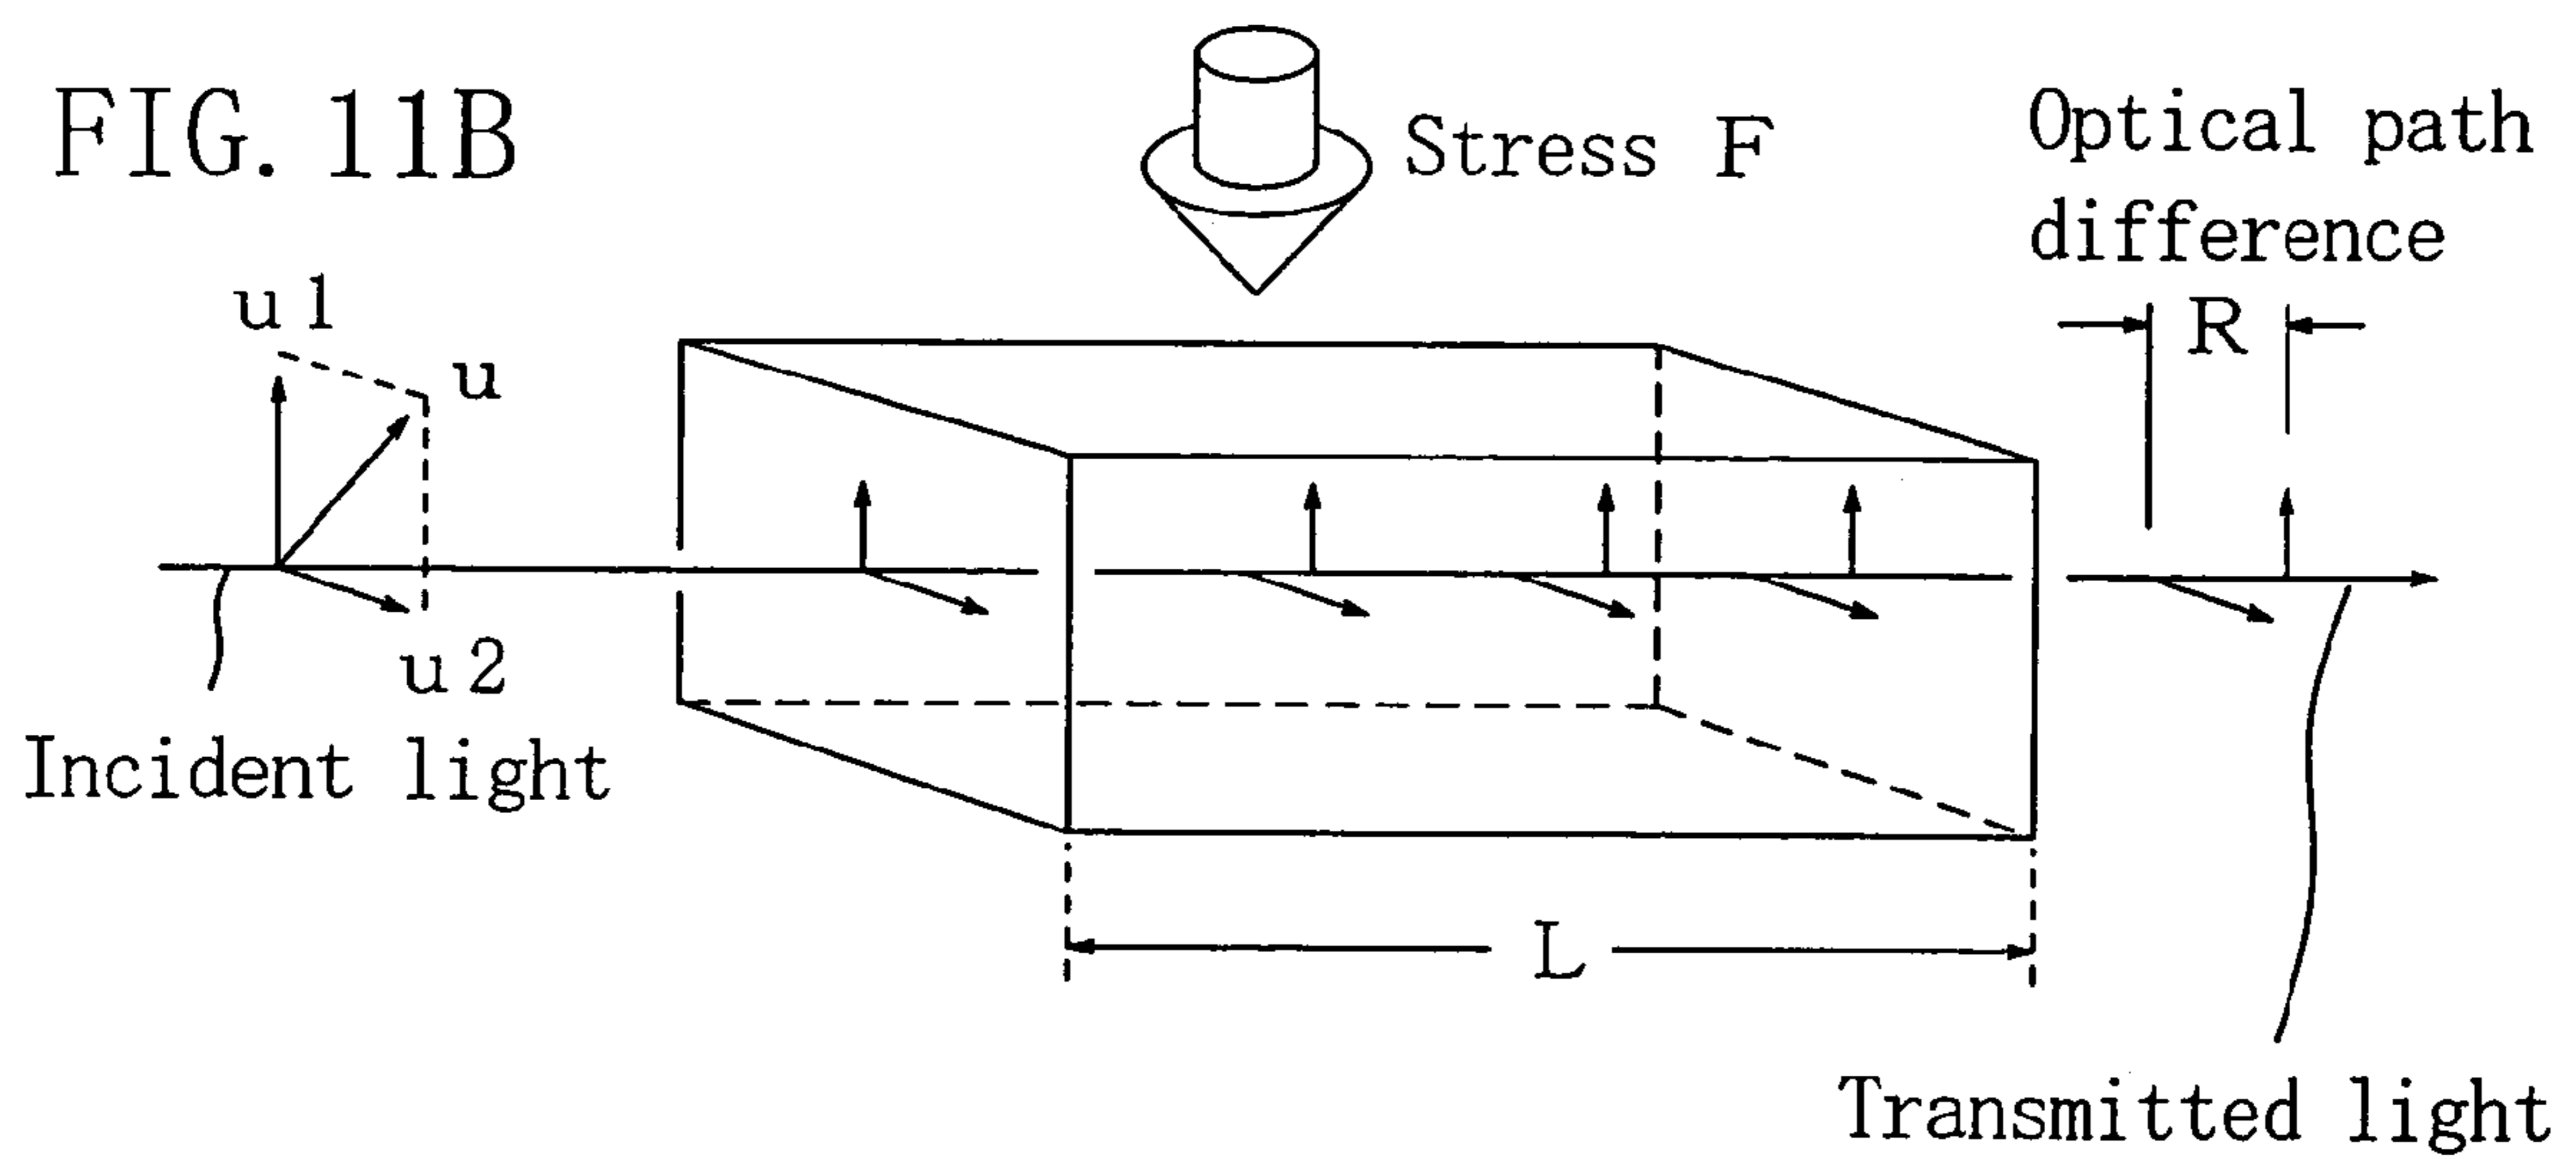 FIG. 11B
Stress F
Optical path
difference
R
u1
u
u2
Incident light
L
Transmitted light